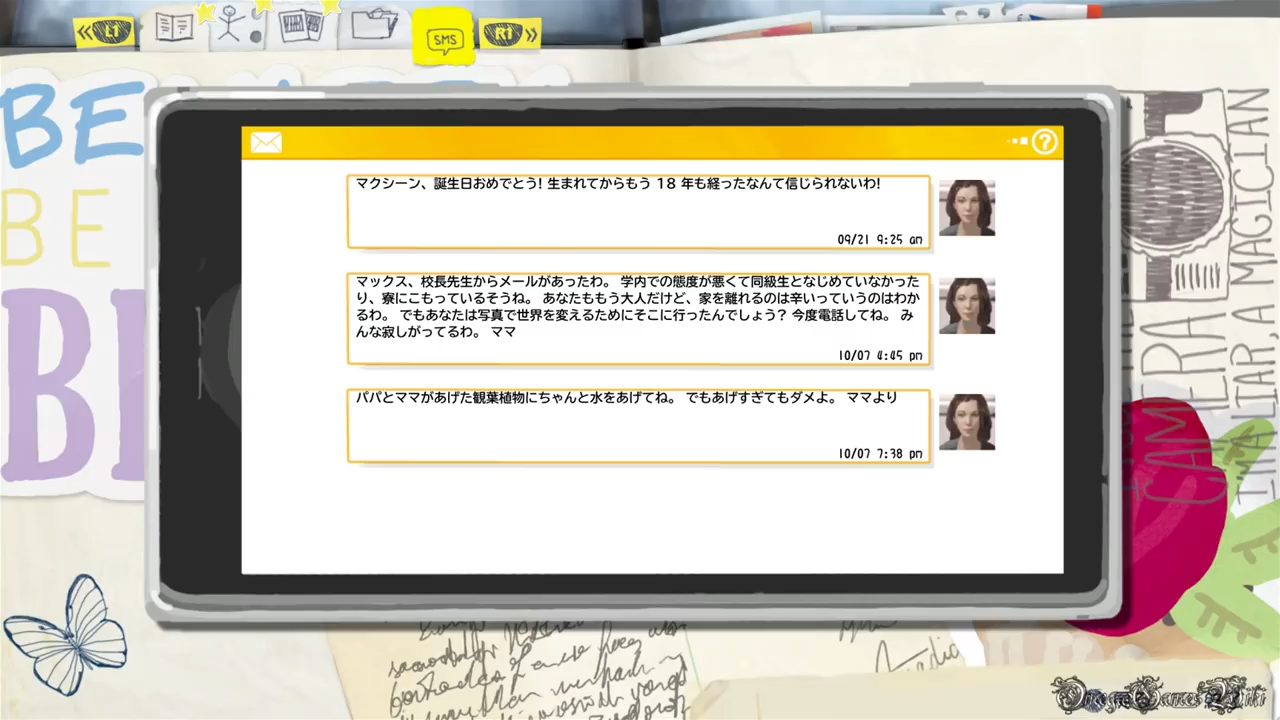 L1
SMS
R1
BE
BE
BE
マクシーン、誕生日おめでとう! 生まれてからもう 18 年も経ったなんて信じられないわ!
09/21 9:25 am
マックス、校長先生からメールがあったわ。 学内での態度が悪くて同級生となじめていなかった
り、寮にこもっているそうね。 あなたももう大人だけど、家を離れるのは辛いっていうのはわか
るわ。 でもあなたは写真で世界を変えるためにそこに行ったんでしょう? 今度電話してね。 み
んな寂しがってるわ。 ママ
10/07 4:45 pm
パパとママがあげた観葉植物にちゃんと水をあげてね。 でもあげすぎてもダメよ。 ママより
10/07 7:38 pm
CAMERA
LIAR, A MAGICIAN
Omega Games Wiki